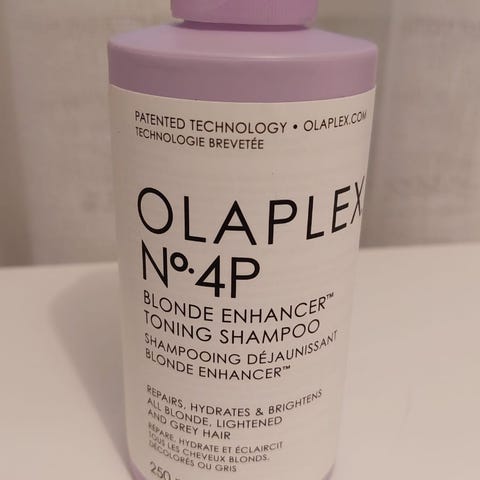 PATENTED TECHNOLOGY • OLAPLEX.COM
TECHNOLOGIE BREVETÉE
OLAPLEX
Nº.4P
BLONDE ENHANCER™
TONING SHAMPOO
SHAMPOOING DÉJAUNISSANT
BLONDE ENHANCER™
REPAIRS, HYDRATES & BRIGHTENS
ALL BLONDE, LIGHTENED
AND GREY HAIR
RÉPARE, HYDRATE ET ÉCLAIRCIT
TOUS LES CHEVEUX BLONDS,
DÉCOLORÉS OU GRIS
250